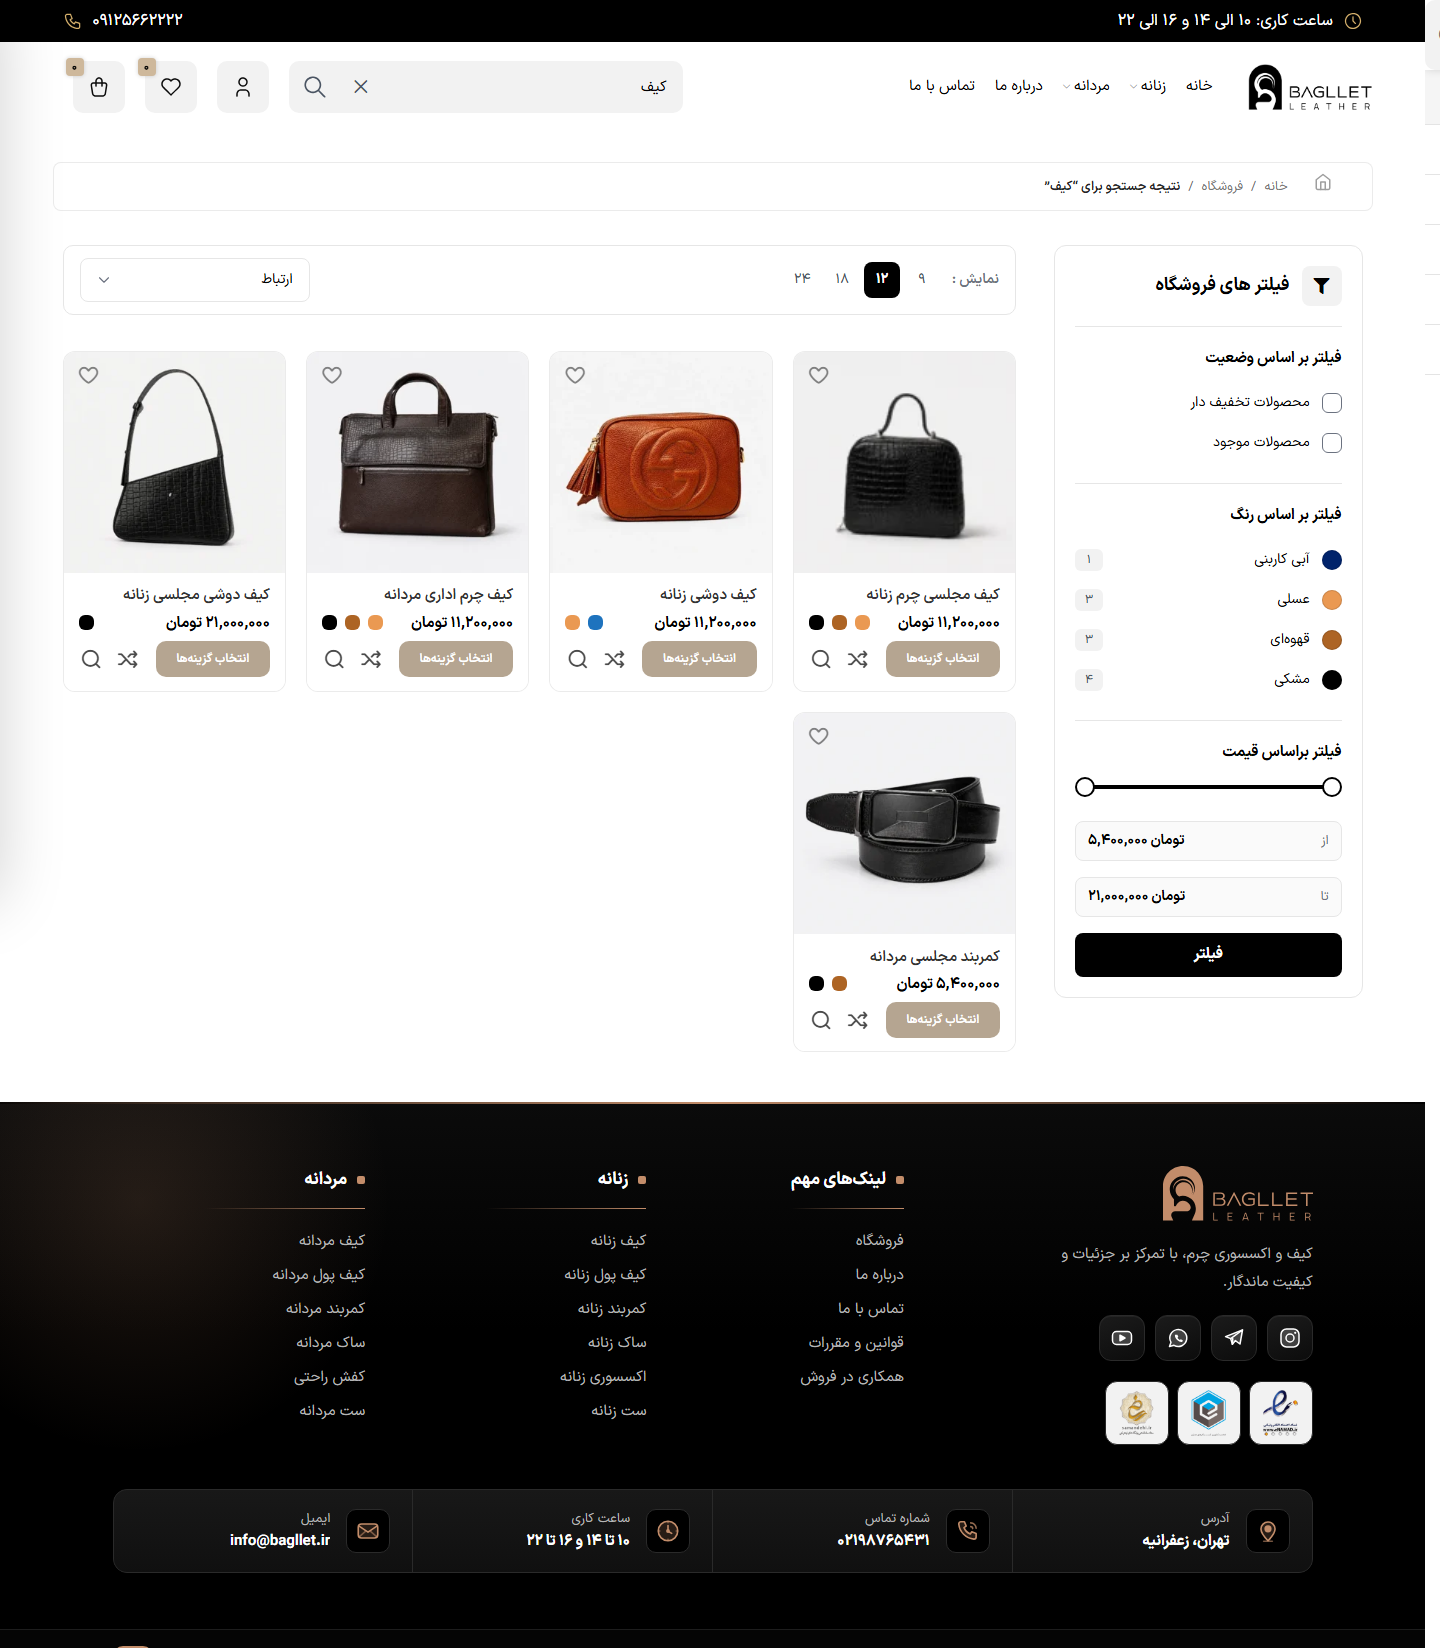 ساعت کاری: ۱۰ الی ۱۴ و ۱۶ الی ۲۲
۰۹۱۲۵۶۶۲۲۲۲
BAGLLET
LEATHER
خانه
زنانه
مردانه
درباره ما
تماس با ما
کیف
۰
۰
خانه / فروشگاه / نتیجه جستجو برای “کیف”
فیلتر های فروشگاه
فیلتر بر اساس وضعیت
محصولات تخفیف دار
محصولات موجود
فیلتر بر اساس رنگ
آبی کاربنی ۱
عسلی ۳
قهوه‌ای ۳
مشکی ۴
فیلتر براساس قیمت
از تومان ۵,۴۰۰,۰۰۰
تا تومان ۲۱,۰۰۰,۰۰۰
فیلتر
نمایش : ۹ ۱۲ ۱۸ ۲۴
ارتباط
کیف مجلسی چرم زنانه
۱۱,۲۰۰,۰۰۰ تومان
انتخاب گزینه‌ها
کیف دوشی زنانه
۱۱,۲۰۰,۰۰۰ تومان
انتخاب گزینه‌ها
کیف چرم اداری مردانه
۱۱,۲۰۰,۰۰۰ تومان
انتخاب گزینه‌ها
کیف دوشی مجلسی زنانه
۲۱,۰۰۰,۰۰۰ تومان
انتخاب گزینه‌ها
کمربند مجلسی مردانه
۵,۴۰۰,۰۰۰ تومان
انتخاب گزینه‌ها
BAGLLET
LEATHER
کیف و اکسسوری چرم، با تمرکز بر جزئیات و
کیفیت ماندگار.
لینک‌های مهم
فروشگاه
درباره ما
تماس با ما
قوانین و مقررات
همکاری در فروش
زنانه
کیف زنانه
کیف پول زنانه
کمربند زنانه
ساک زنانه
اکسسوری زنانه
ست زنانه
مردانه
کیف مردانه
کیف پول مردانه
کمربند مردانه
ساک مردانه
کفش راحتی
ست مردانه
آدرس
تهران، زعفرانیه
شماره تماس
۰۲۱۹۸۷۶۵۴۳۱
ساعت کاری
۱۰ تا ۱۴ و ۱۶ تا ۲۲
ایمیل
info@bagllet.ir